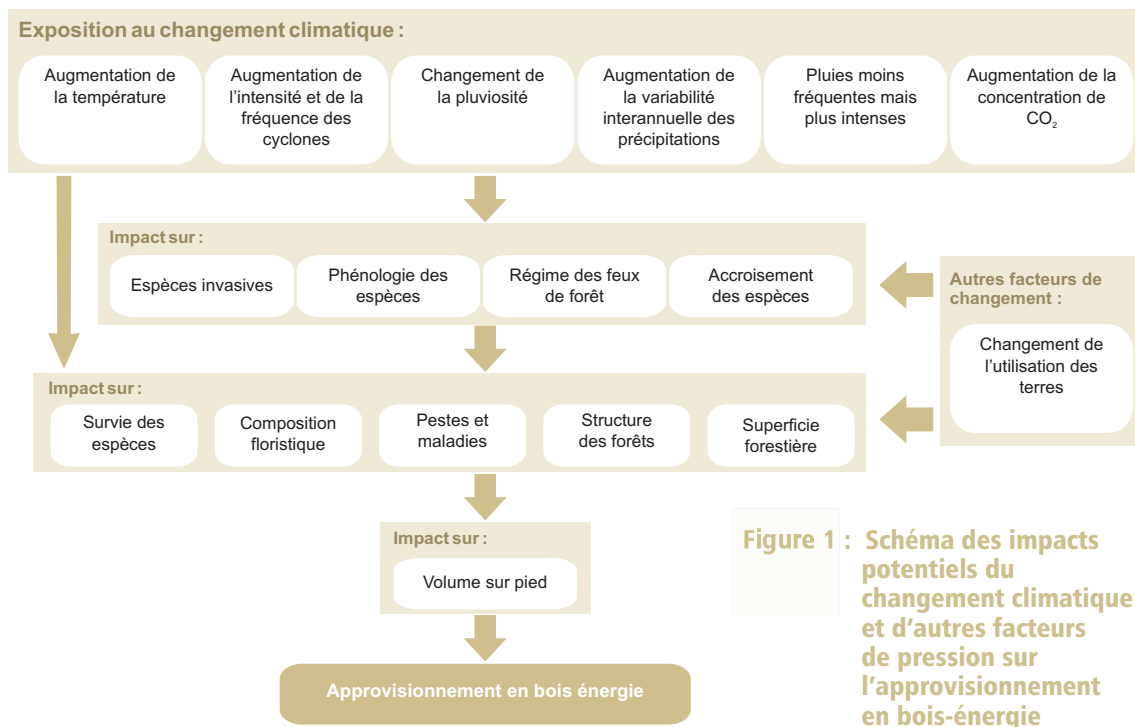 Exposition au changement climatique :
Augmentation de
la température
Augmentation de
l'intensité et de la
fréquence des
cyclones
Changement de
la pluviosité
Augmentation de
la variabilité
interannuelle des
précipitations
Pluies moins
fréquentes mais
plus intenses
Augmentation de la
concentration de
CO₂
Impact sur :
Espèces invasives
Phénologie des
espèces
Régime des feux
de forêt
Accroisement
des espèces
Autres facteurs de
changement :
Changement de
l'utilisation des
terres
Impact sur :
Survie des
espèces
Composition
floristique
Pestes et
maladies
Structure
des forêts
Superficie
forestière
Impact sur :
Volume sur pied
Approvisionnement en bois énergie
Figure 1 : Schéma des impacts
potentiels du
changement climatique
et d'autres facteurs
de pression sur
l'approvisionnement
en bois-énergie